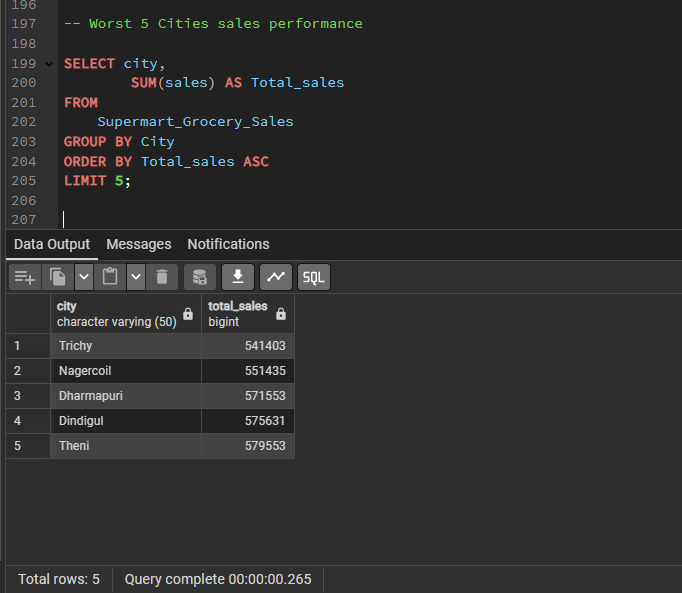 196
197 -- Worst 5 Cities sales performance
198
199 SELECT city,
200 SUM(sales) AS Total_sales
201 FROM
202 Supermart_Grocery_Sales
203 GROUP BY City
204 ORDER BY Total_sales ASC
205 LIMIT 5;
206
207
Data Output Messages Notifications
SQL
city total_sales
character varying (50) bigint
1 Trichy 541403
2 Nagercoil 551435
3 Dharmapuri 571553
4 Dindigul 575631
5 Theni 579553
Total rows: 5 Query complete 00:00:00.265